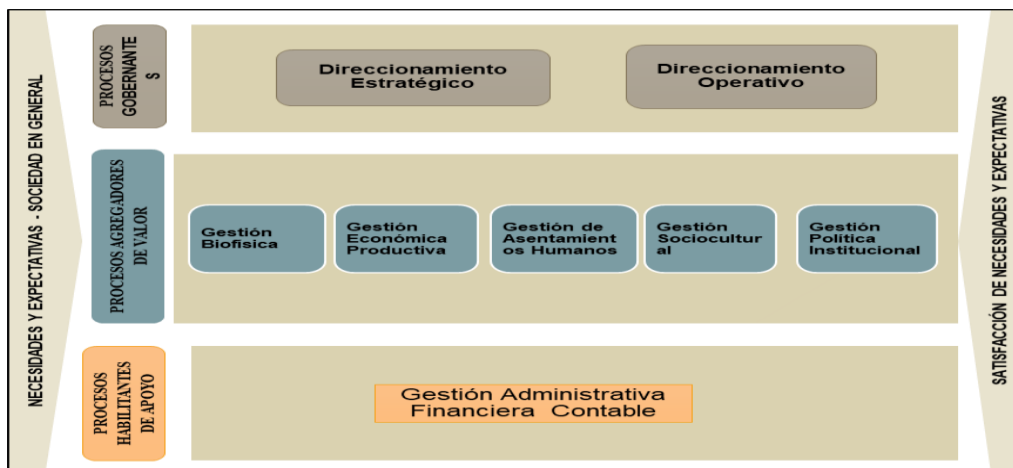 NECESIDADES Y EXPECTATIVAS - SOCIEDAD EN GENERAL
PROCESOS
GOBERNANTE
S
Direccionamiento
Estratégico
Direccionamiento
Operativo
PROCESOS AGREGADORES
DE VALOR
Gestión
Biofisica
Gestión
Económica
Productiva
Gestión de
Asentamient
os Humanos
Gestión
Sociocultur
al
Gestión
Política
Institucional
PROCESOS
HABILITANTES
DE APOYO
Gestión Administrativa
Financiera Contable
SATISFACCIÓN DE NECESIDADES Y EXPECTATIVAS